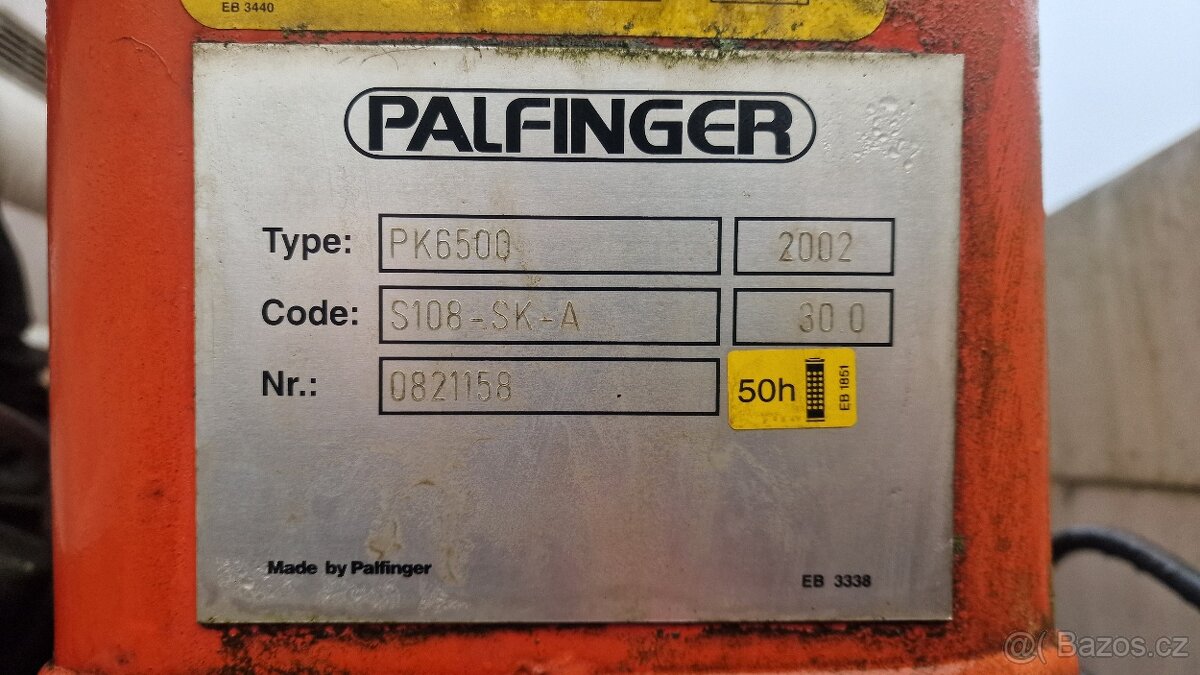 EB 3440
PALFINGER
Type: PK6500 2002
Code: S108-SK-A 30 0
Nr.: 0821158
50h EB 1851
Made by Palfinger
EB 3338
Bazos.cz